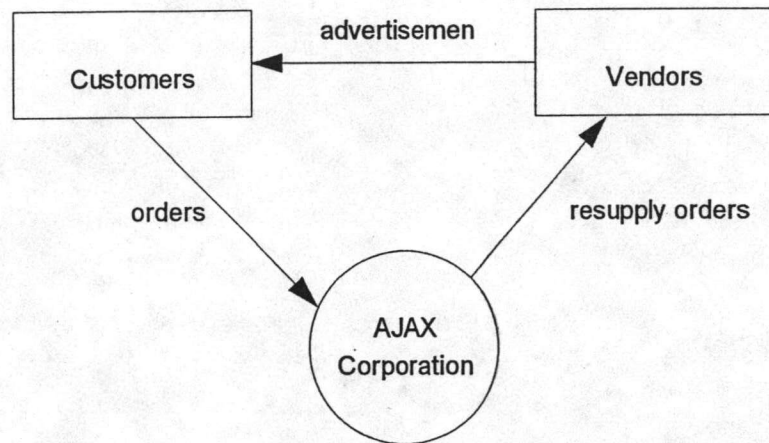 advertisemen
Customers
Vendors
orders
resupply orders
AJAX
Corporation